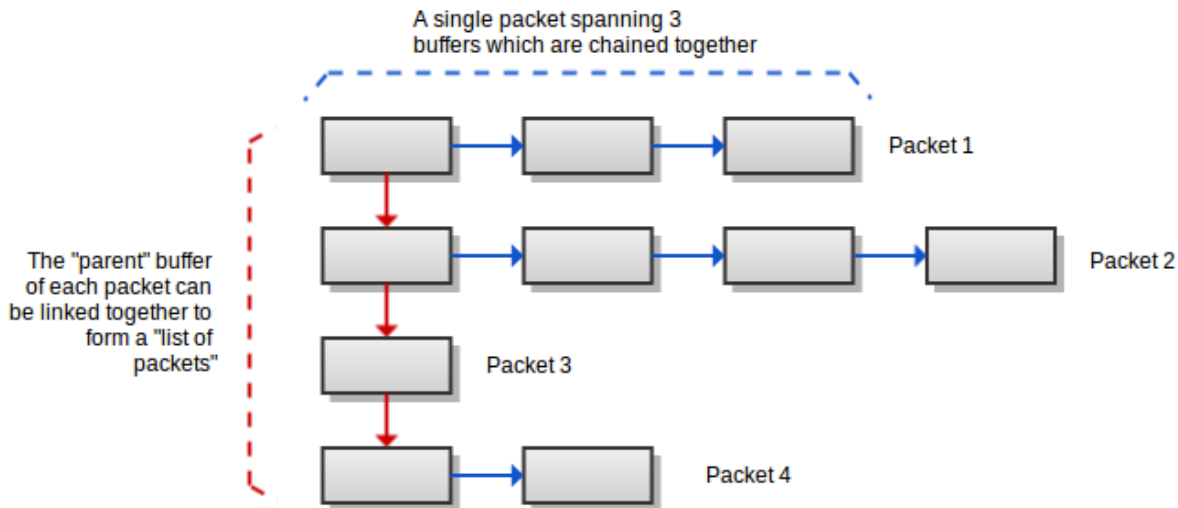 A single packet spanning 3
buffers which are chained together
Packet 1
The "parent" buffer
of each packet can
be linked together to
form a "list of
packets"
Packet 2
Packet 3
Packet 4